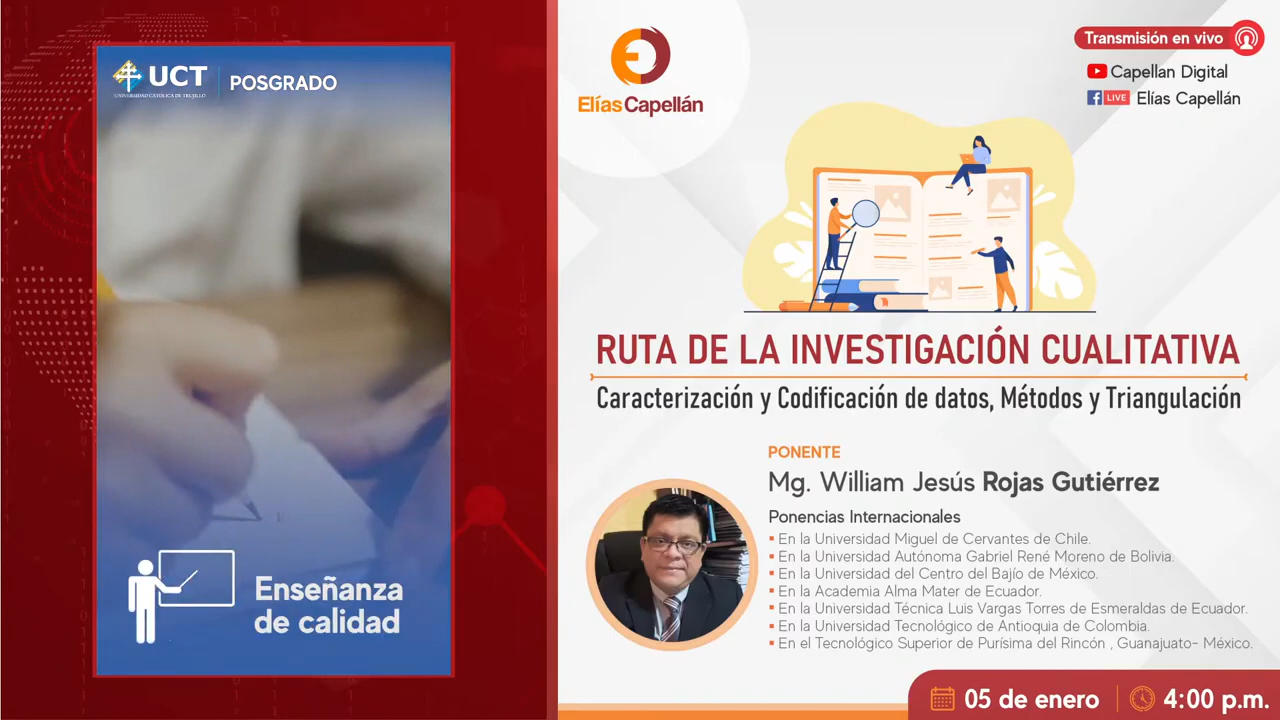 UCT
UNIVERSIDAD CATÓLICA DE TRUJILLO
POSGRADO
Enseñanza
de calidad
Elías Capellán
Transmisión en vivo
Capellan Digital
LIVE
Elías Capellán
RUTA DE LA INVESTIGACIÓN CUALITATIVA
Caracterización y Codificación de datos, Métodos y Triangulación
PONENTE
Mg. William Jesús Rojas Gutiérrez
Ponencias Internacionales
▪ En la Universidad Miguel de Cervantes de Chile.
▪ En la Universidad Autónoma Gabriel René Moreno de Bolivia.
▪ En la Universidad del Centro del Bajío de México.
▪ En la Academia Alma Mater de Ecuador.
▪ En la Universidad Técnica Luis Vargas Torres de Esmeraldas de Ecuador.
▪ En la Universidad Tecnológico de Antioquia de Colombia.
▪ En el Tecnológico Superior de Purísima del Rincón , Guanajuato- México.
05 de enero
4:00 p.m.